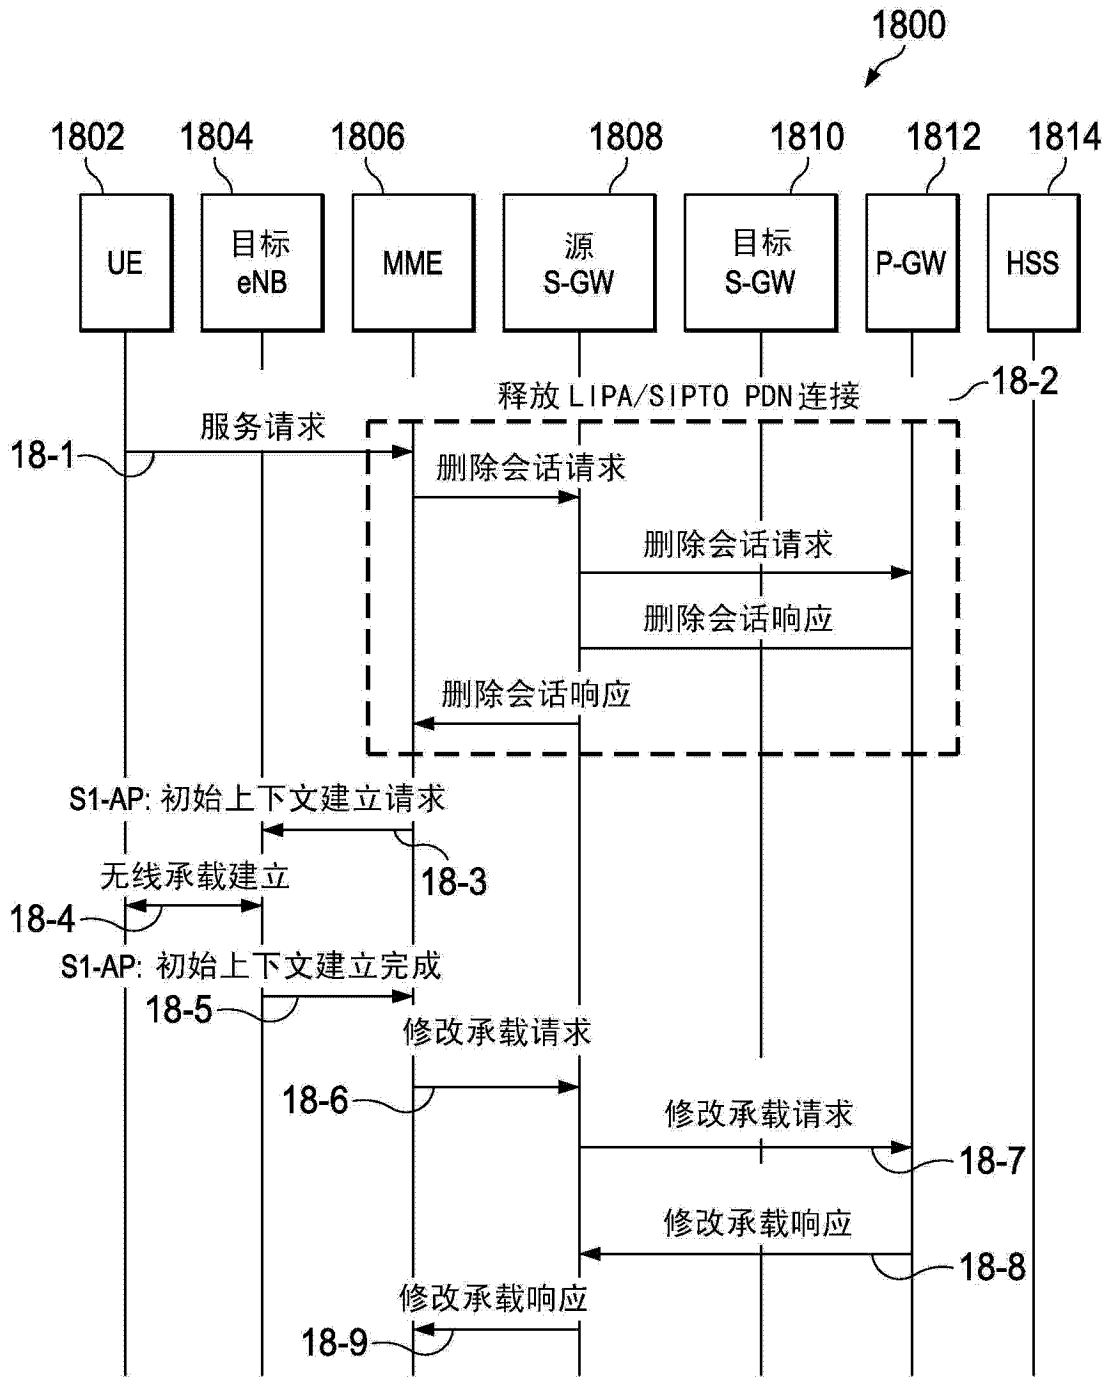 1800
1802
1804
1806
1808
1810
1812
1814
UE
目标
eNB
MME
源
S-GW
目标
S-GW
P-GW
HSS
释放 LIPA/SIPTO PDN 连接
18-2
服务请求
18-1
删除会话请求
删除会话请求
删除会话响应
删除会话响应
S1-AP: 初始上下文建立请求
18-3
无线承载建立
18-4
S1-AP: 初始上下文建立完成
18-5
修改承载请求
18-6
修改承载请求
18-7
修改承载响应
18-8
修改承载响应
18-9